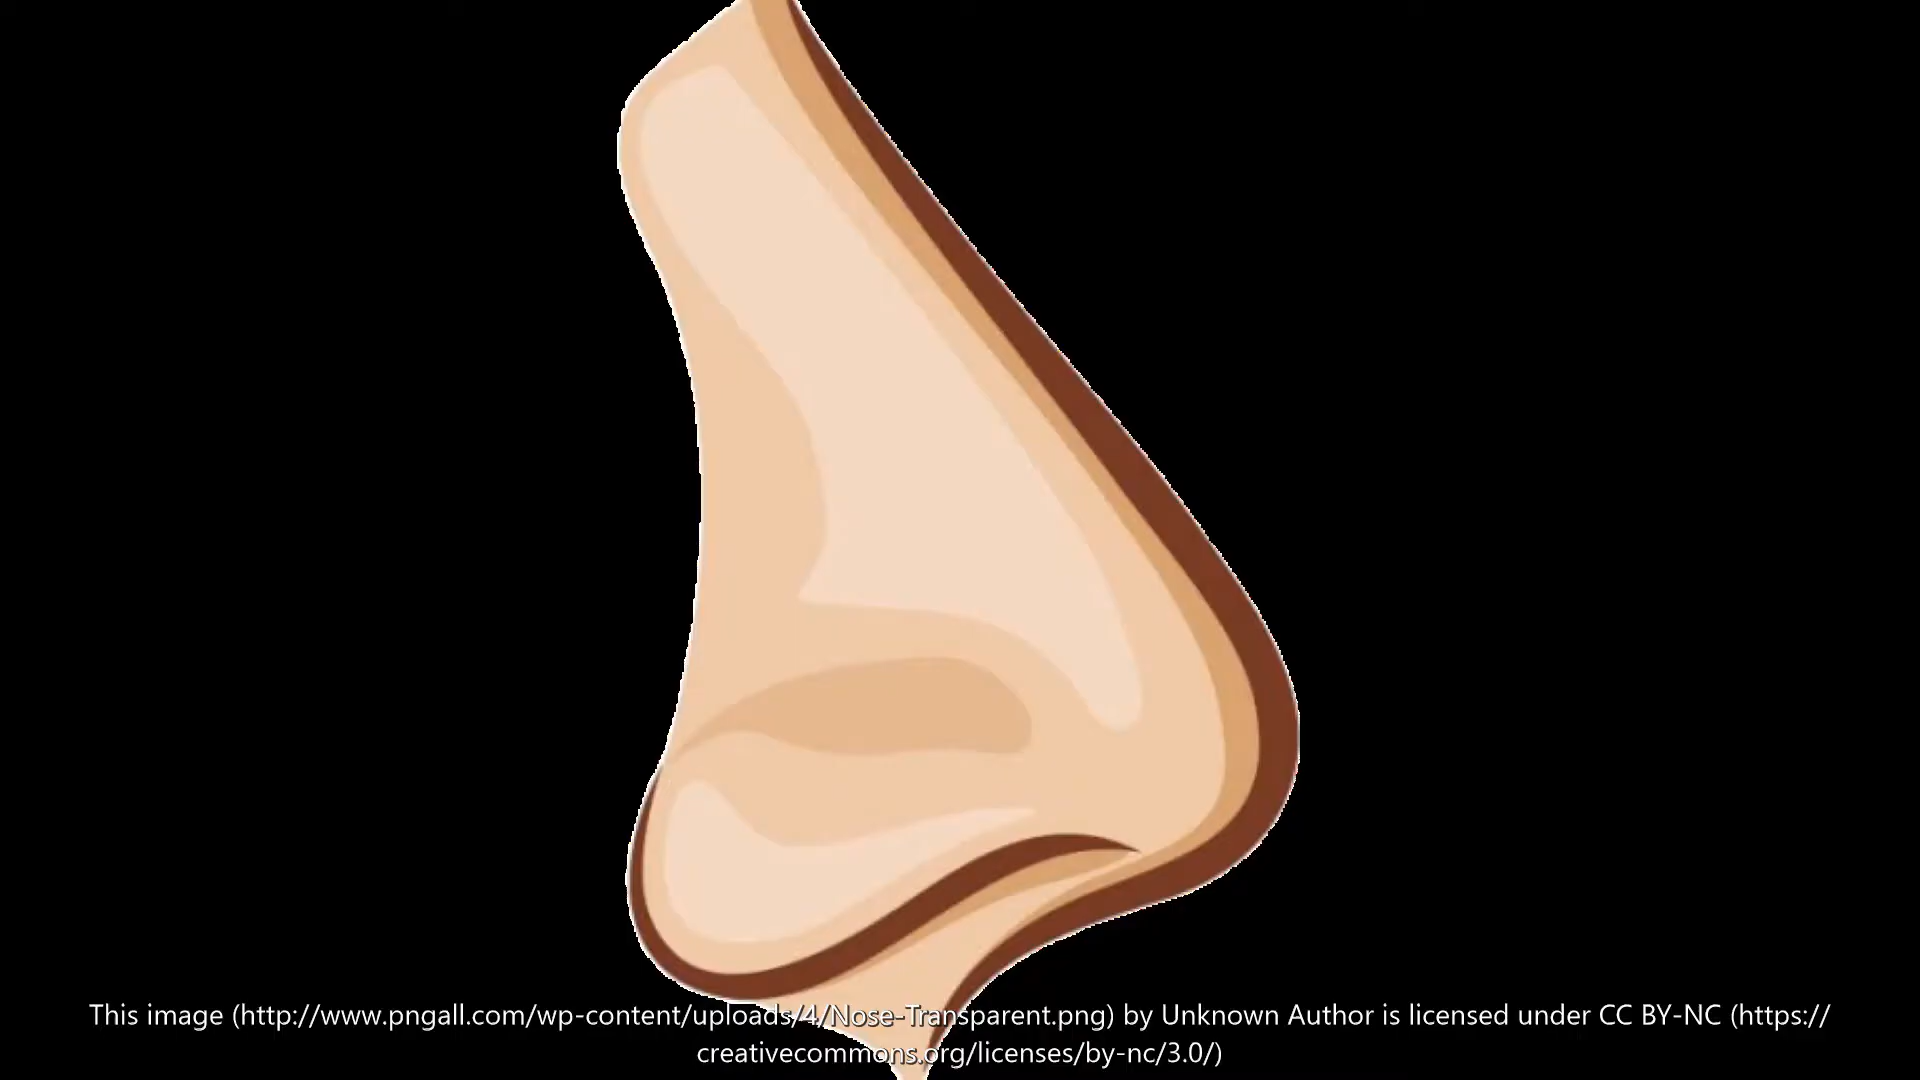 This image (http://www.pngall.com/wp-content/uploads/4/Nose-Transparent.png) by Unknown Author is licensed under CC BY-NC (https://
creativecommons.org/licenses/by-nc/3.0/)